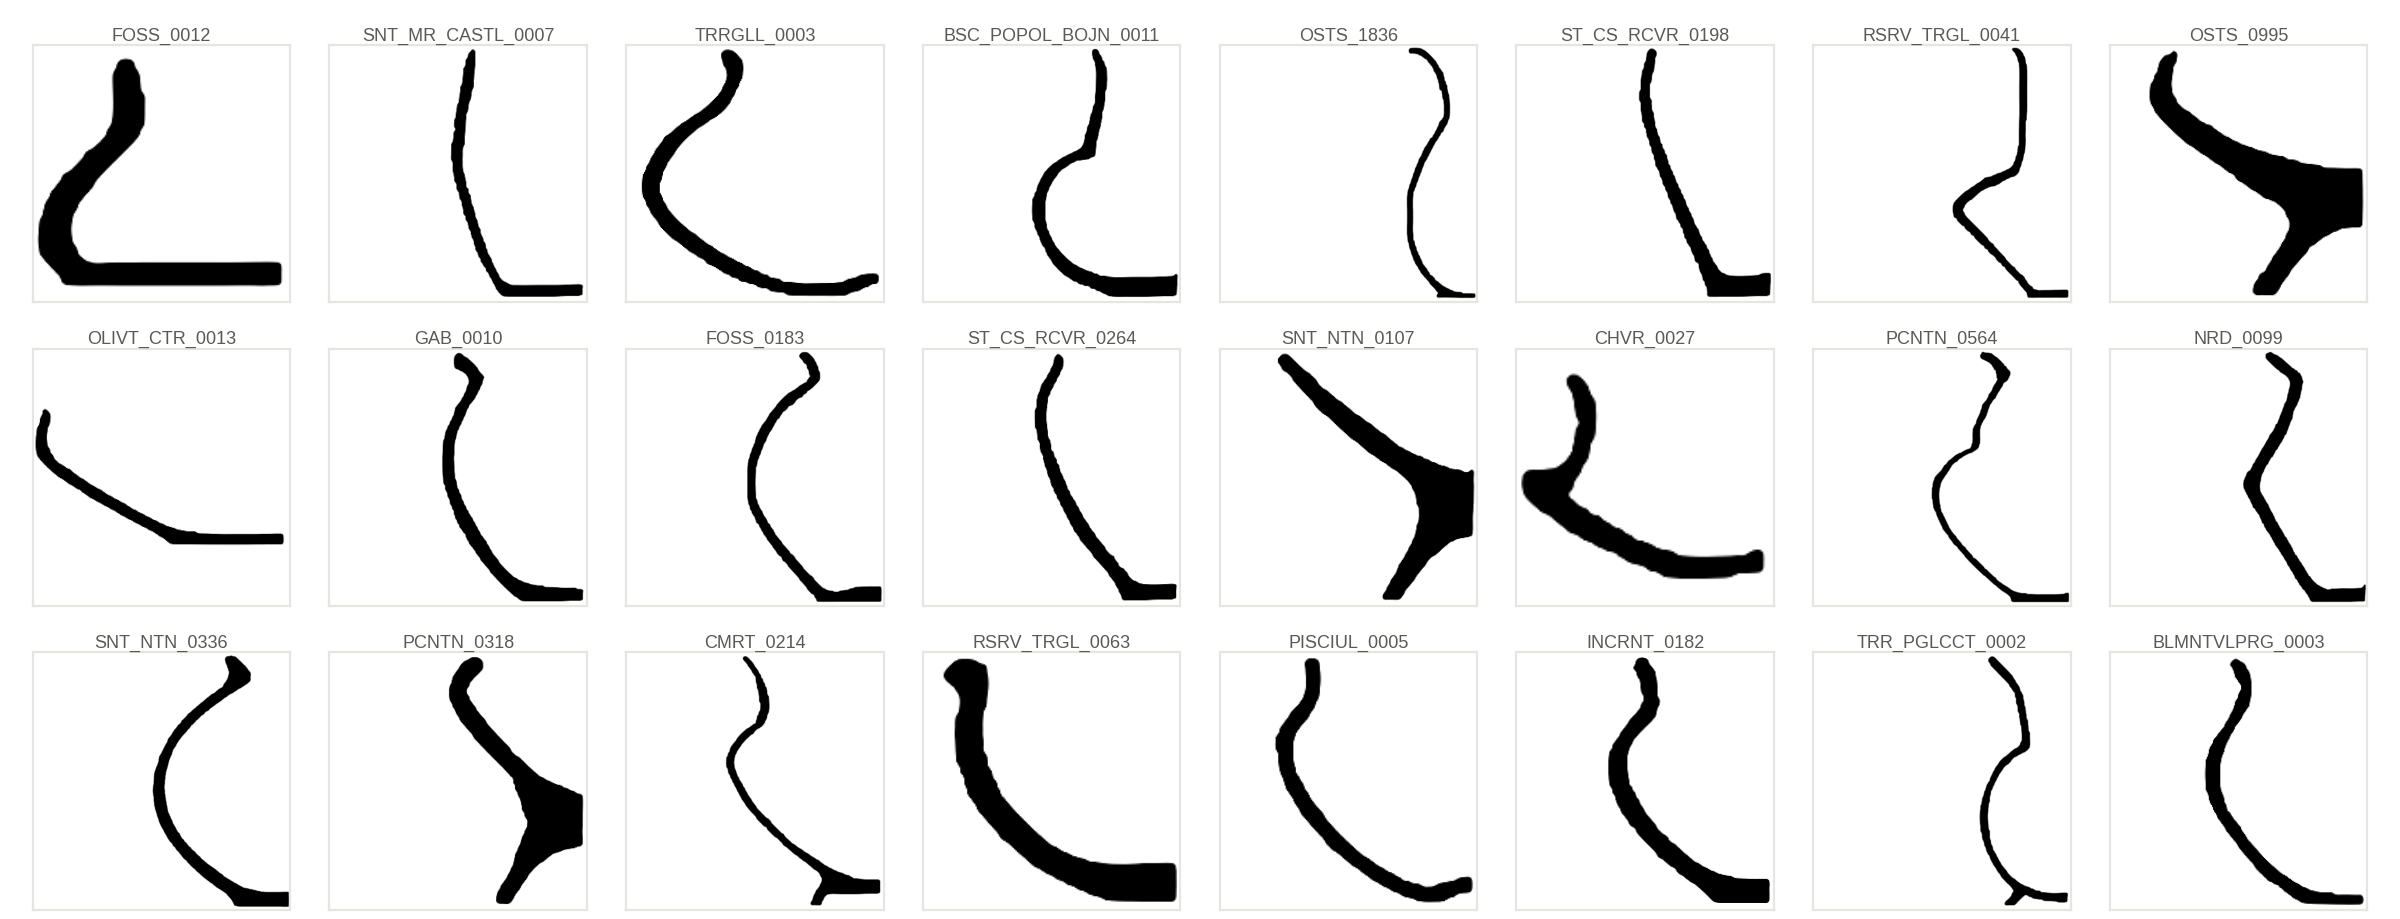 FOSS_0012 SNT_MR_CASTL_0007 TRRGLL_0003 BSC_POPOL_BOJN_0011 OSTS_1836 ST_CS_RCVR_0198 RSRV_TRGL_0041 OSTS_0995
OLIVT_CTR_0013 GAB_0010 FOSS_0183 ST_CS_RCVR_0264 SNT_NTN_0107 CHVR_0027 PCNTN_0564 NRD_0099
SNT_NTN_0336 PCNTN_0318 CMRT_0214 RSRV_TRGL_0063 PISCIUL_0005 INCRNT_0182 TRR_PGLCCT_0002 BLMNTVLPRG_0003